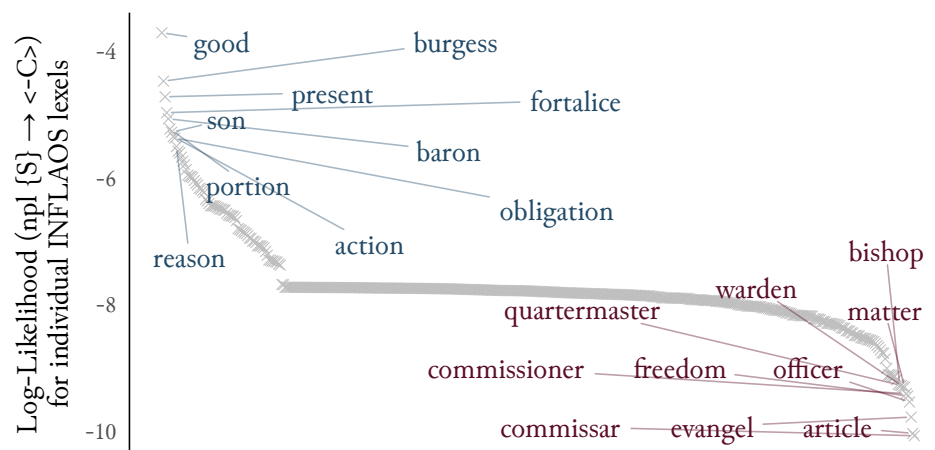 Log-Likelihood (npl {S} → <-C>)
for individual INFLAOS lexels
-4
-6
-8
-10
good
burgess
present
fortalice
son
baron
portion
obligation
action
reason
bishop
warden
quartermaster
matter
commissioner
freedom
officer
commissar
evangel
article